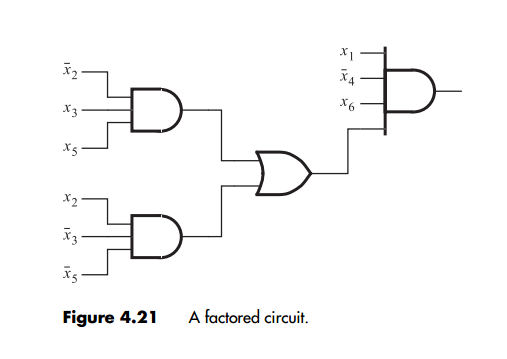 x1
x̄4
x6
x̄2
x3
x5
x2
x̄3
x̄5
Figure 4.21 A factored circuit.